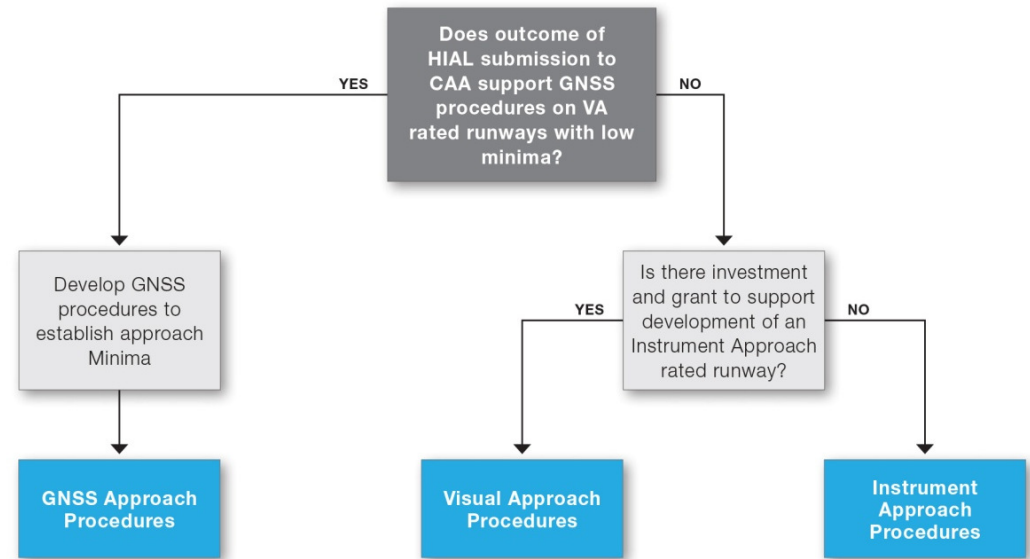 Does outcome of
HIAL submission to
CAA support GNSS
procedures on VA
rated runways with low
minima?
YES
NO
Develop GNSS
procedures to
establish approach
Minima
Is there investment
and grant to support
development of an
Instrument Approach
rated runway?
YES
NO
GNSS Approach
Procedures
Visual Approach
Procedures
Instrument
Approach
Procedures